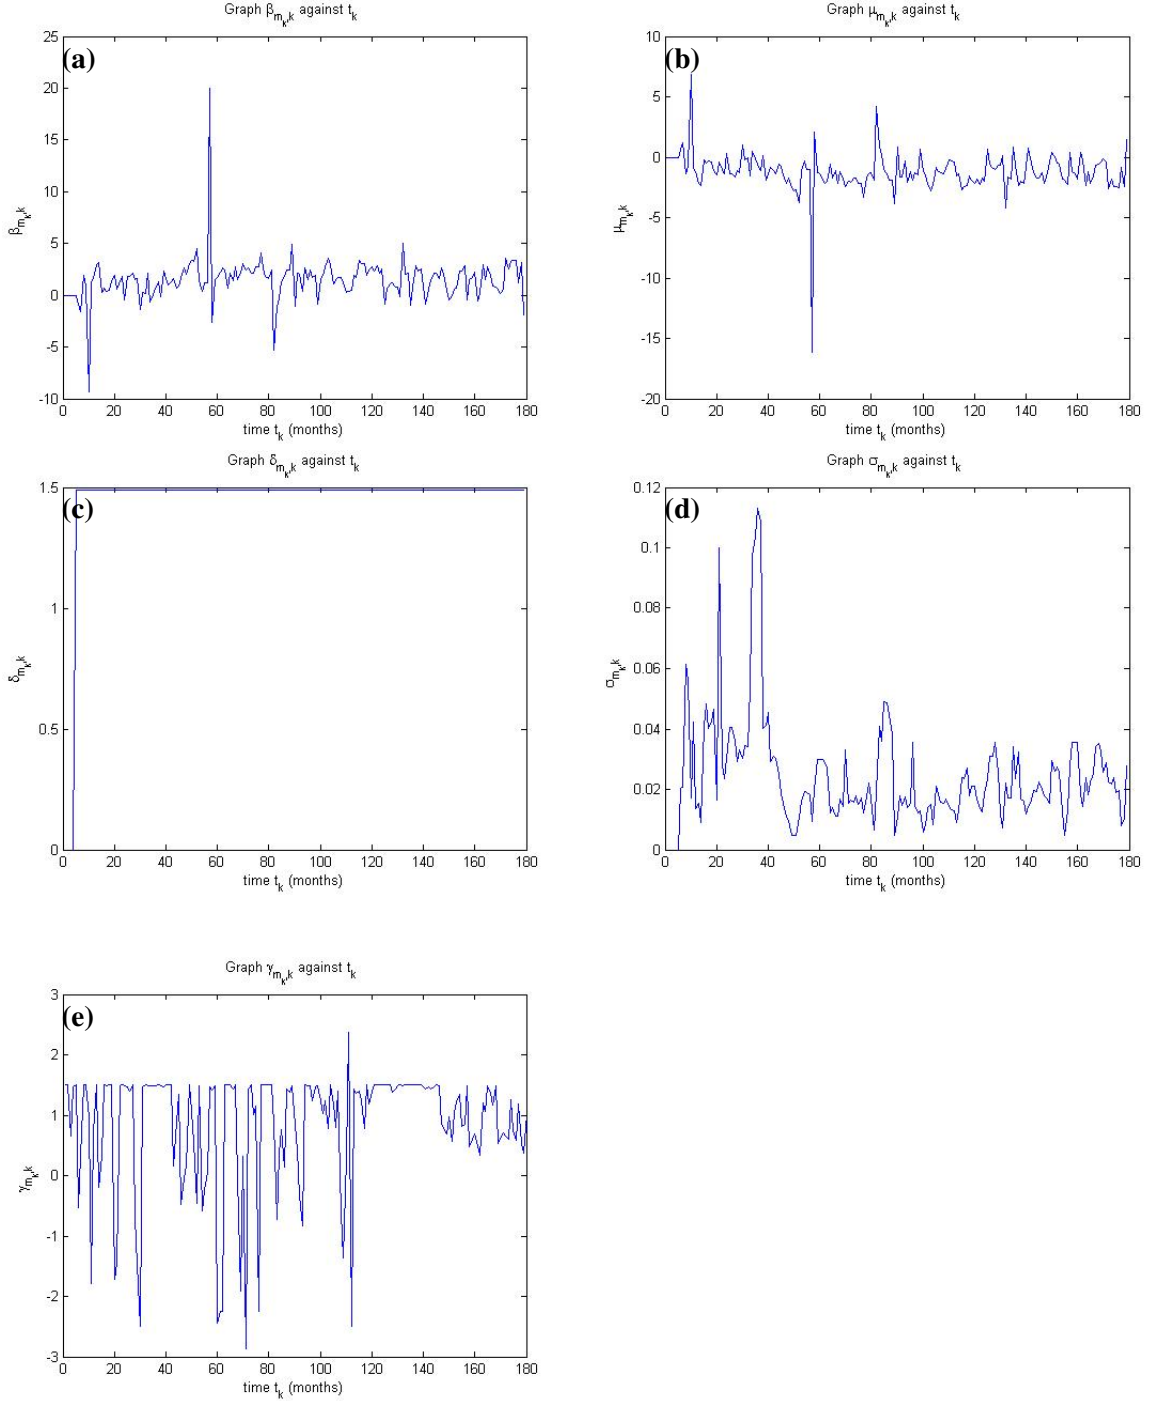 Graph β_{m_k,k} against t_k
(a)
25
20
15
10
5
0
-5
-10
β_{m_k,k}
0 20 40 60 80 100 120 140 160 180
time t_k (months)
Graph μ_{m_k,k} against t_k
(b)
10
5
0
-5
-10
-15
-20
μ_{m_k,k}
0 20 40 60 80 100 120 140 160 180
time t_k (months)
Graph δ_{m_k,k} against t_k
(c)
1.5
1
0.5
0
δ_{m_k,k}
0 20 40 60 80 100 120 140 160 180
time t_k (months)
Graph σ_{m_k,k} against t_k
(d)
0.12
0.1
0.08
0.06
0.04
0.02
0
σ_{m_k,k}
0 20 40 60 80 100 120 140 160 180
time t_k (months)
Graph γ_{m_k,k} against t_k
(e)
3
2
1
0
-1
-2
-3
γ_{m_k,k}
0 20 40 60 80 100 120 140 160 180
time t_k (months)